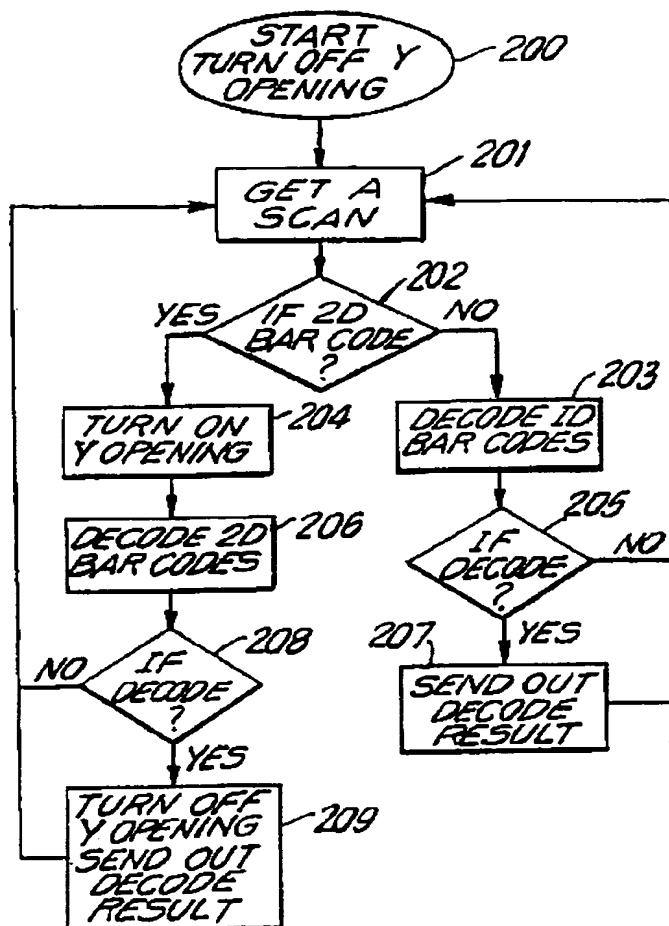 START
TURN OFF Y
OPENING
200
GET A
SCAN
201
IF 2D
BAR CODE
?
202
YES
NO
TURN ON
Y OPENING
204
DECODE 1D
BAR CODES
203
DECODE 2D
BAR CODES
206
IF
DECODE
?
205
NO
YES
IF
DECODE
?
208
NO
YES
SEND OUT
DECODE
RESULT
207
TURN OFF
Y OPENING
SEND OUT
DECODE
RESULT
209